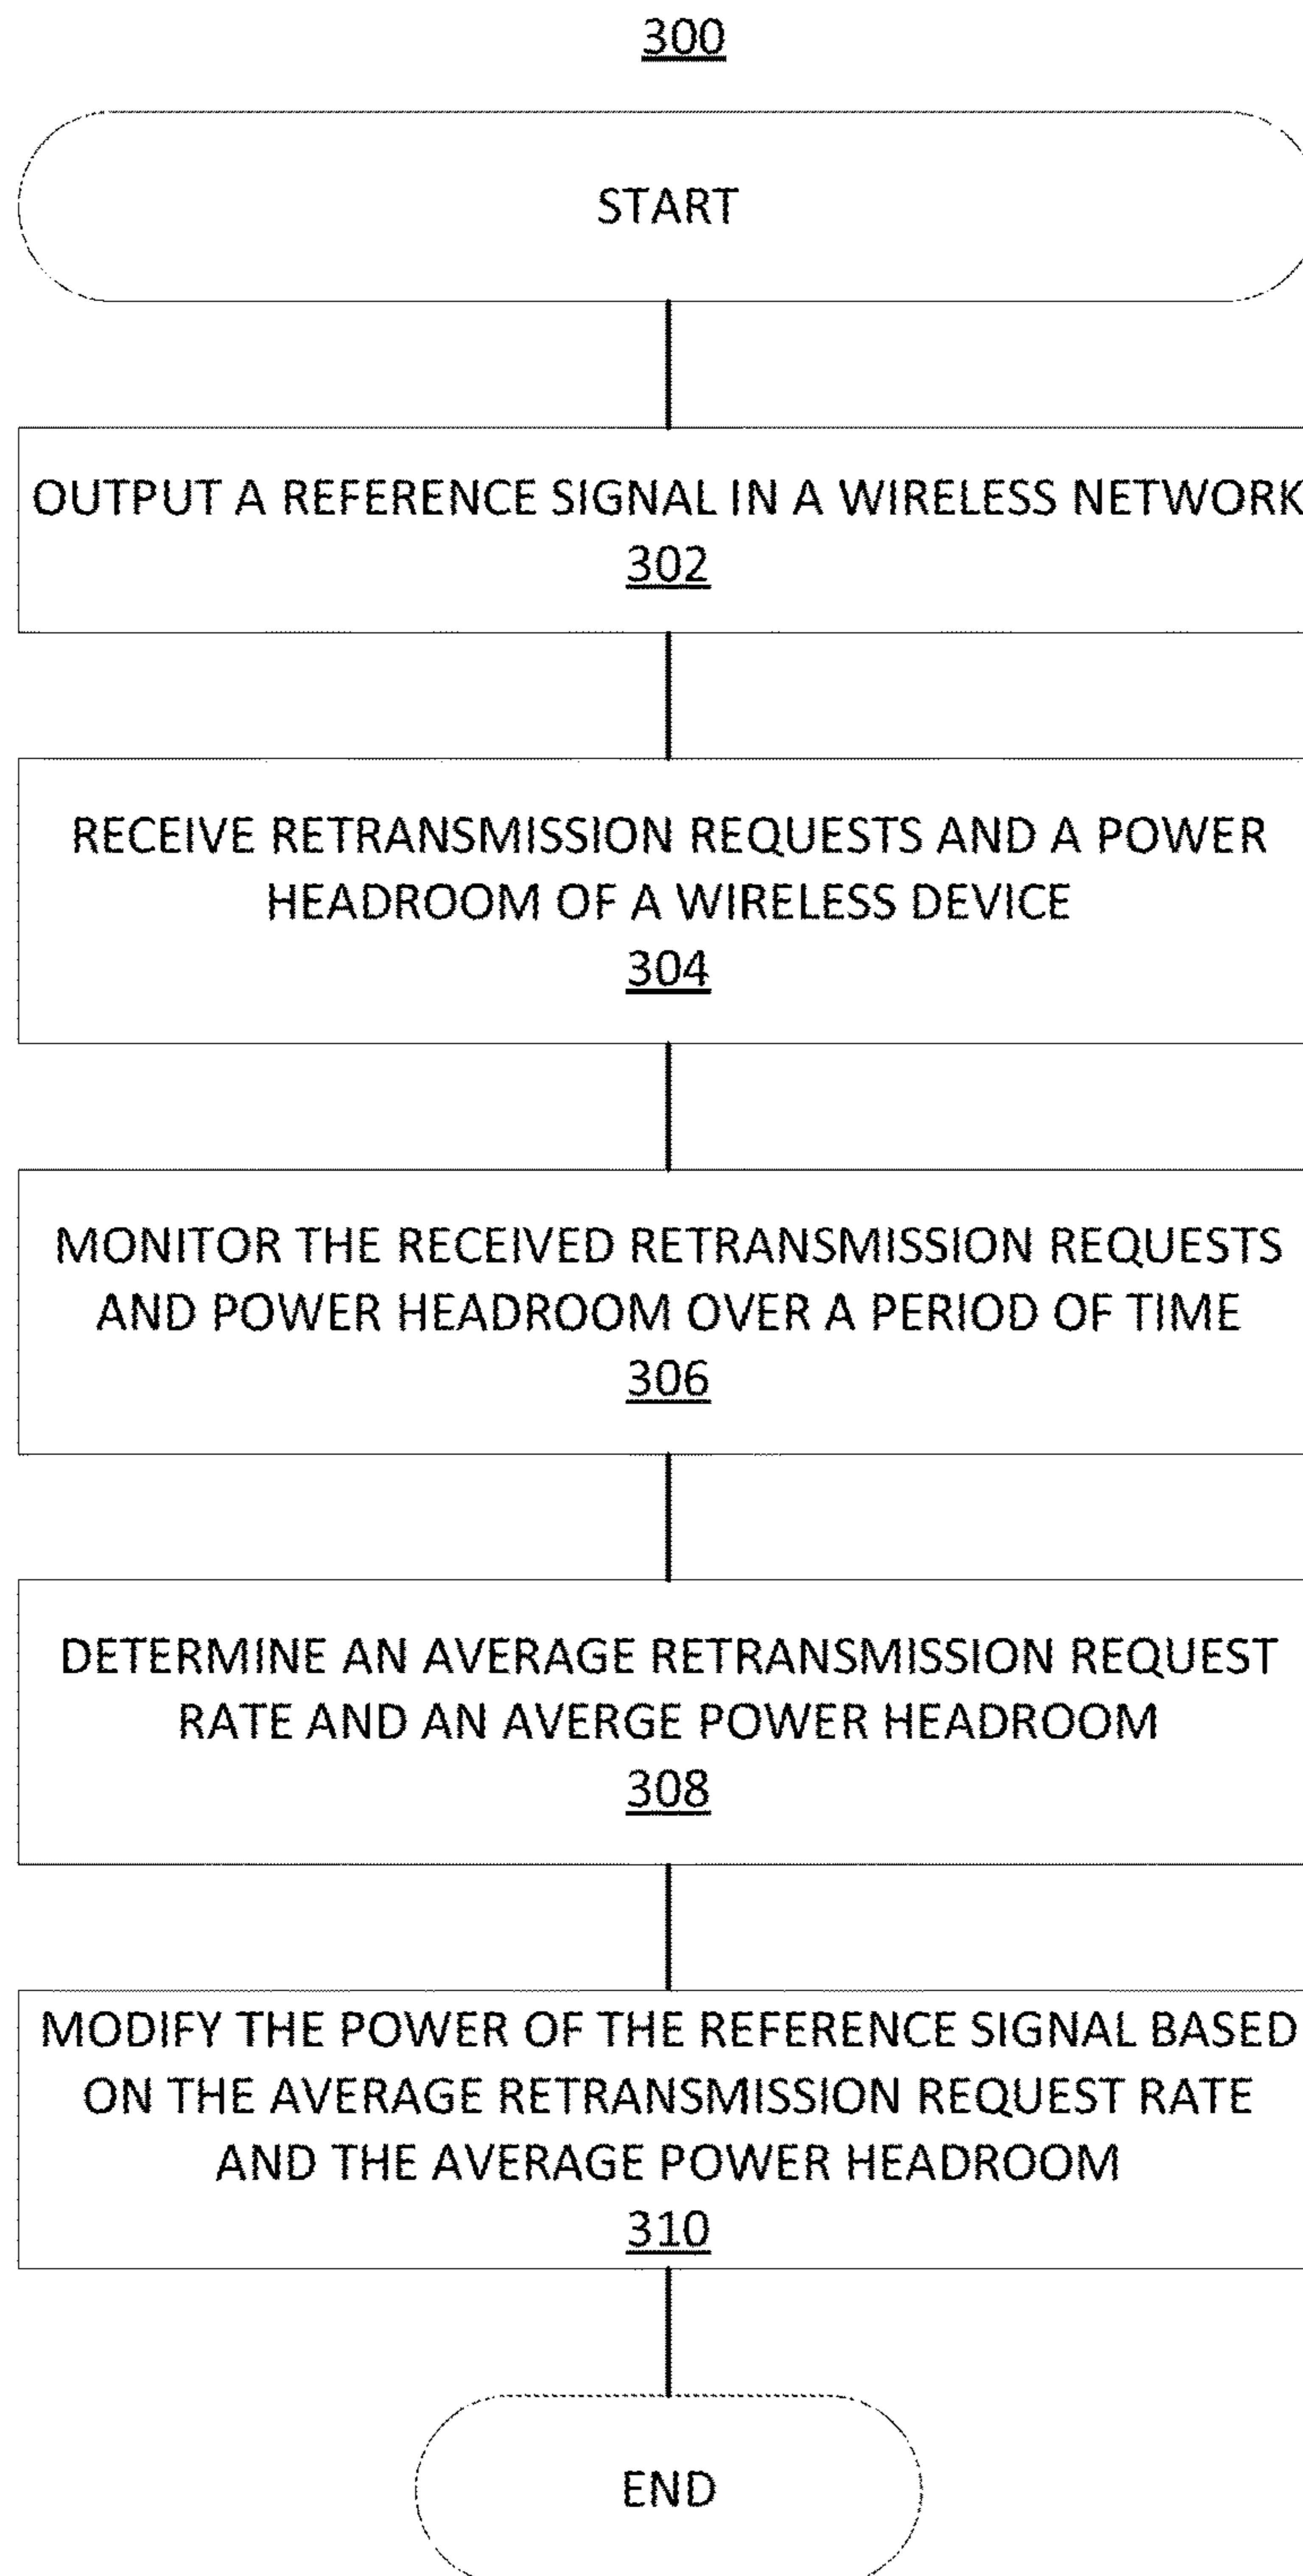 300
START
OUTPUT A REFERENCE SIGNAL IN A WIRELESS NETWORK
302
RECEIVE RETRANSMISSION REQUESTS AND A POWER
HEADROOM OF A WIRELESS DEVICE
304
MONITOR THE RECEIVED RETRANSMISSION REQUESTS
AND POWER HEADROOM OVER A PERIOD OF TIME
306
DETERMINE AN AVERAGE RETRANSMISSION REQUEST
RATE AND AN AVERGE POWER HEADROOM
308
MODIFY THE POWER OF THE REFERENCE SIGNAL BASED
ON THE AVERAGE RETRANSMISSION REQUEST RATE
AND THE AVERAGE POWER HEADROOM
310
END